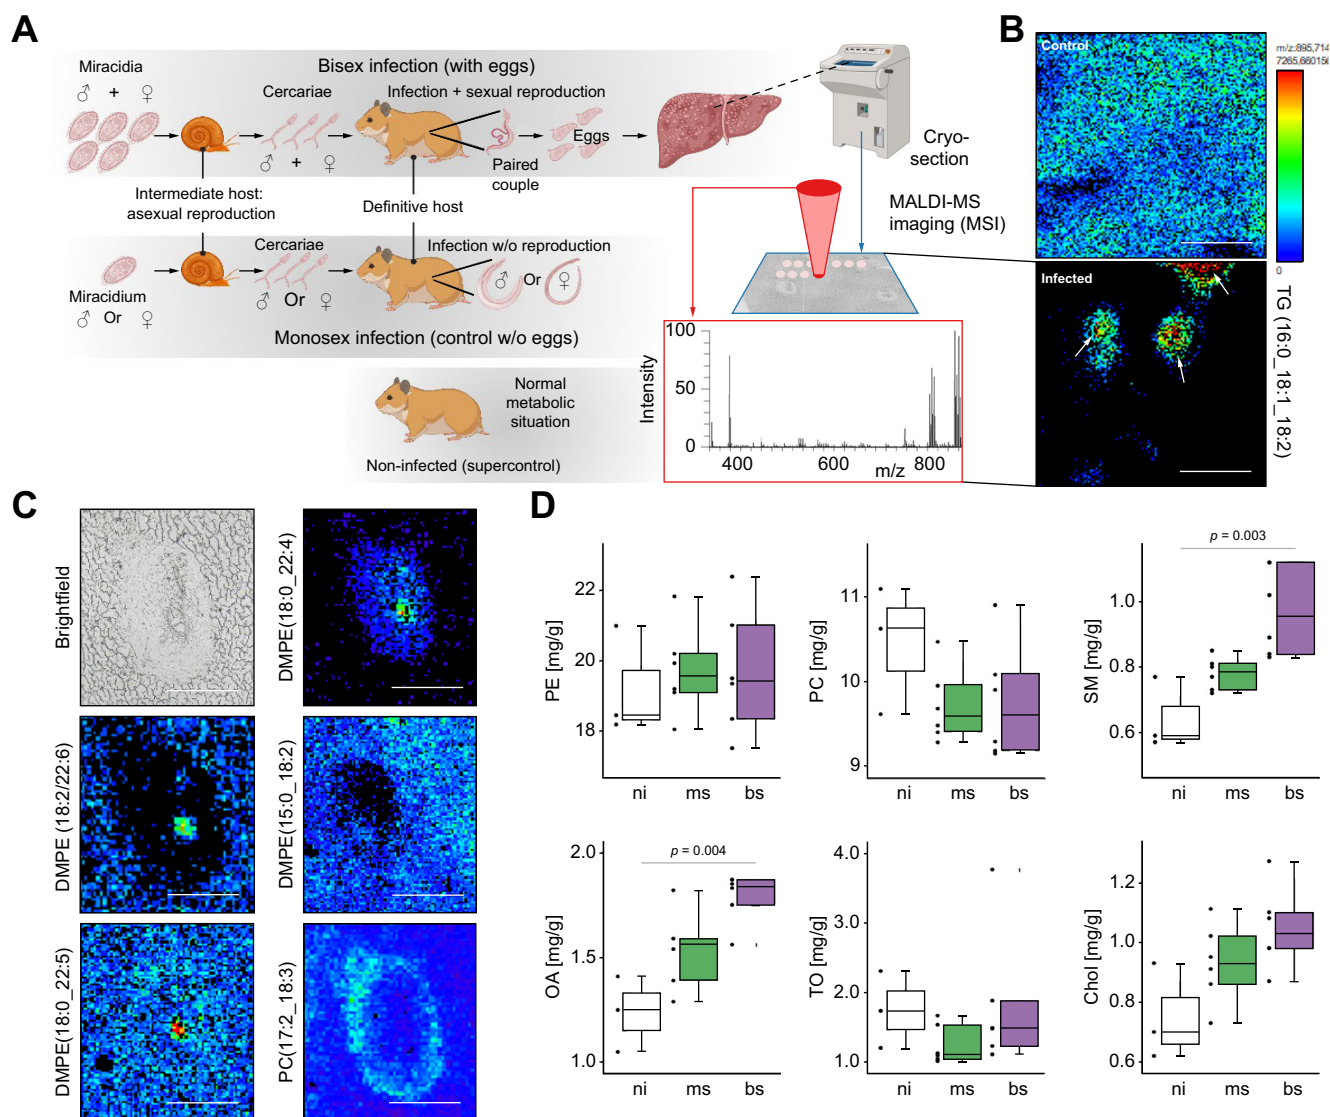 A
Bisex infection (with eggs)
Miracidia
♂ + ♀
Cercariae
♂ + ♀
Infection + sexual reproduction
Paired
couple
Eggs
Intermediate host:
asexual reproduction
Definitive host
Cryo-
section
MALDI-MS
imaging (MSI)
Miracidium
♂ Or ♀
Cercariae
♂ Or ♀
Infection w/o reproduction
♂ Or ♀
Monosex infection (control w/o eggs)
Normal
metabolic
situation
Non-infected (supercontrol)
Intensity
100
50
0
400
600
800
m/z
B
Control
Infected
m/z:895,714
0
TG (16:0_18:1_18:2)
C
Brightfield
DMPE(18:0_22:4)
DMPE (18:2/22:6)
DMPE(15:0_18:2)
DMPE(18:0_22:5)
PC(17:2_18:3)
D
PE [mg/g]
22
20
18
ni
ms
bs
PC [mg/g]
11
10
9
ni
ms
bs
SM [mg/g]
p = 0.003
1.0
0.8
0.6
ni
ms
bs
OA [mg/g]
p = 0.004
2.0
1.5
1.0
ni
ms
bs
TO [mg/g]
4.0
3.0
2.0
1.0
ni
ms
bs
Chol [mg/g]
1.2
1.0
0.8
0.6
ni
ms
bs